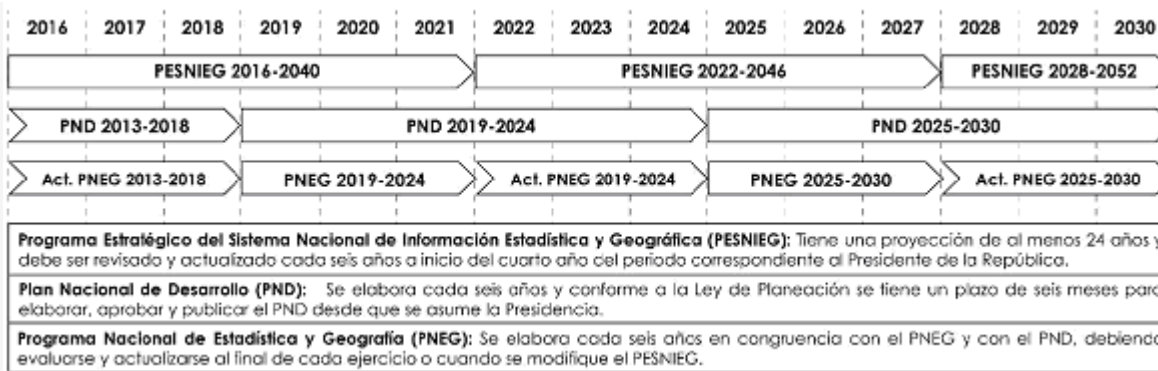 2016 2017 2018 2019 2020 2021 2022 2023 2024 2025 2026 2027 2028 2029 2030
PESNIEG 2016-2040 PESNIEG 2022-2046 PESNIEG 2028-2052
PND 2013-2018 PND 2019-2024 PND 2025-2030
Act. PNEG 2013-2018 PNEG 2019-2024 Act. PNEG 2019-2024 PNEG 2025-2030 Act. PNEG 2025-2030
Programa Estratégico del Sistema Nacional de Información Estadística y Geográfica (PESNIEG): Tiene una proyección de al menos 24 años y
debe ser revisado y actualizado cada seis años a inicio del cuarto año del periodo correspondiente al Presidente de la República.
Plan Nacional de Desarrollo (PND): Se elabora cada seis años y conforme a la Ley de Planeación se tiene un plazo de seis meses para
elaborar, aprobar y publicar el PND desde que se asume la Presidencia.
Programa Nacional de Estadística y Geografía (PNEG): Se elabora cada seis años en congruencia con el PNEG y con el PND, debiendo
evaluarse y actualizarse al final de cada ejercicio o cuando se modifique el PESNIEG.